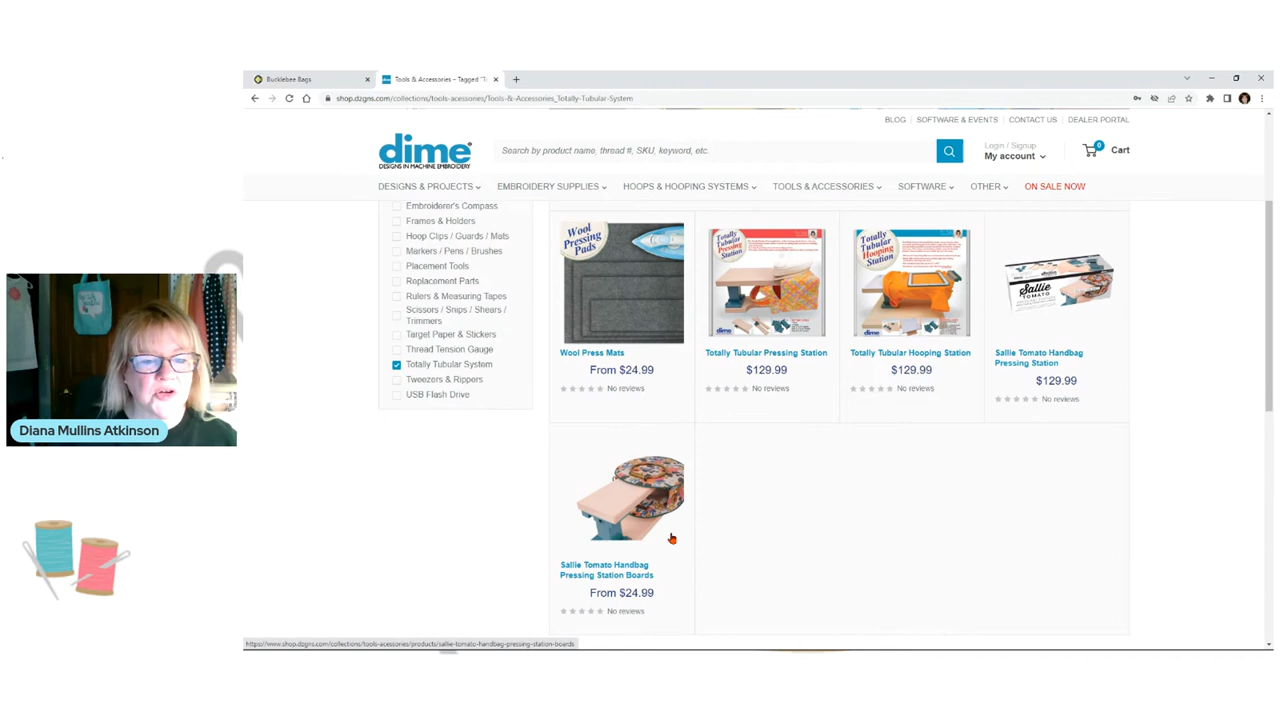 Bucklebee Bags
Tools & Accessories – Tagged "T
shop.dzgns.com/collections/tools-acessories/Tools-&-Accessories_Totally-Tubular-System
BLOG
SOFTWARE & EVENTS
CONTACT US
DEALER PORTAL
dime
DESIGNS IN MACHINE EMBROIDERY
Search by product name, thread #, SKU, keyword, etc.
Login / Signup
My account
0
Cart
DESIGNS & PROJECTS
EMBROIDERY SUPPLIES
HOOPS & HOOPING SYSTEMS
TOOLS & ACCESSORIES
SOFTWARE
OTHER
ON SALE NOW
Embroiderer's Compass
Frames & Holders
Hoop Clips / Guards / Mats
Markers / Pens / Brushes
Placement Tools
Replacement Parts
Rulers & Measuring Tapes
Scissors / Snips / Shears /
Trimmers
Target Paper & Stickers
Thread Tension Gauge
Totally Tubular System
Tweezers & Rippers
USB Flash Drive
Wool
Pressing
Pads
Wool Press Mats
From $24.99
No reviews
Totally
Tubular
Pressing
Station
dime
Totally Tubular Pressing Station
$129.99
No reviews
Totally
Tubular
Hooping
Station
dime
Totally Tubular Hooping Station
$129.99
No reviews
Sallie
Tomato
Sallie Tomato Handbag
Pressing Station
$129.99
No reviews
Sallie Tomato Handbag
Pressing Station Boards
From $24.99
No reviews
Diana Mullins Atkinson
https://www.shop.dzgns.com/collections/tools-acessories/products/sallie-tomato-handbag-pressing-station-boards